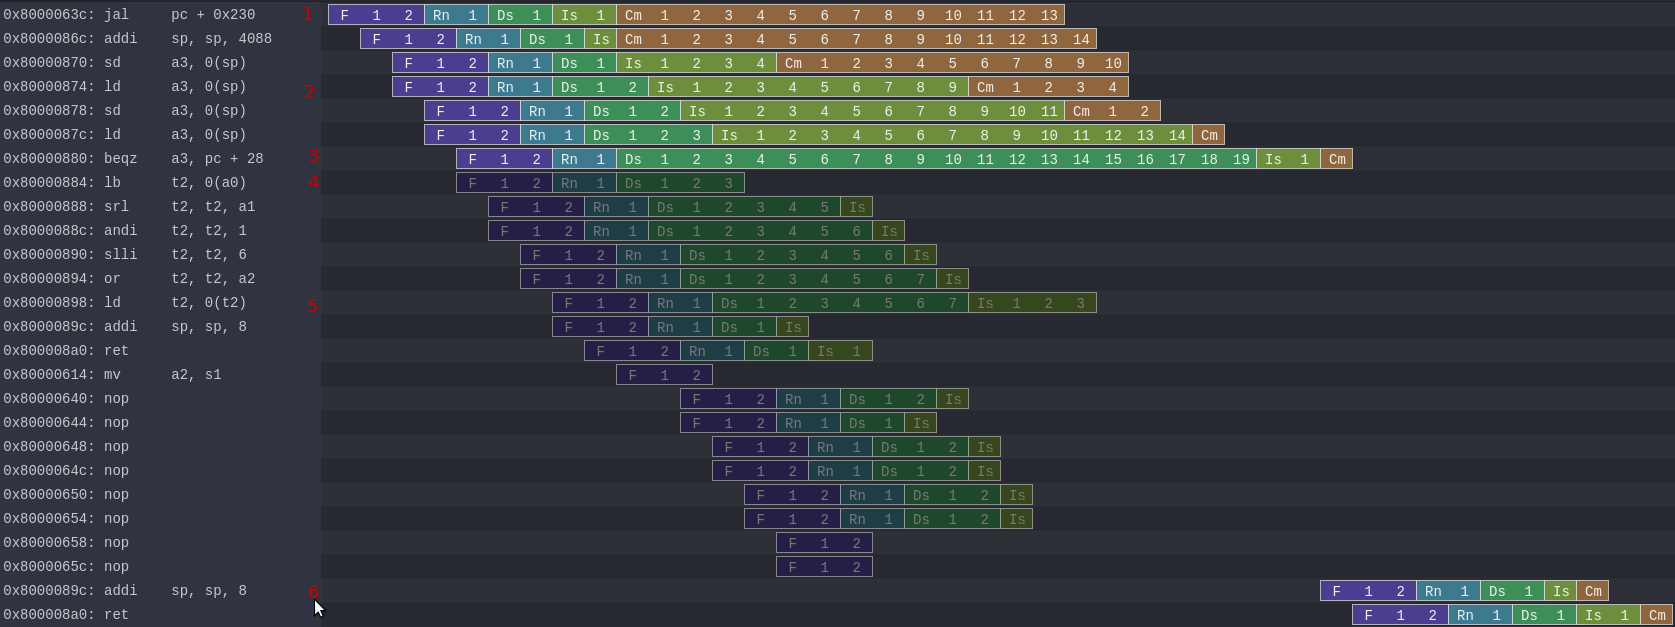 0x8000063c: jal pc + 0x230 1 F 1 2 Rn 1 Ds 1 Is 1 Cm 1 2 3 4 5 6 7 8 9 10 11 12 13
0x8000086c: addi sp, sp, 4088 F 1 2 Rn 1 Ds 1 Is Cm 1 2 3 4 5 6 7 8 9 10 11 12 13 14
0x80000870: sd a3, 0(sp) F 1 2 Rn 1 Ds 1 Is 1 2 3 4 Cm 1 2 3 4 5 6 7 8 9 10
0x80000874: ld a3, 0(sp) 2 F 1 2 Rn 1 Ds 1 2 Is 1 2 3 4 5 6 7 8 9 Cm 1 2 3 4
0x80000878: sd a3, 0(sp) F 1 2 Rn 1 Ds 1 2 Is 1 2 3 4 5 6 7 8 9 10 11 Cm 1 2
0x8000087c: ld a3, 0(sp) F 1 2 Rn 1 Ds 1 2 3 Is 1 2 3 4 5 6 7 8 9 10 11 12 13 14 Cm
0x80000880: beqz a3, pc + 28 3 F 1 2 Rn 1 Ds 1 2 3 4 5 6 7 8 9 10 11 12 13 14 15 16 17 18 19 Is 1 Cm
0x80000884: lb t2, 0(a0) 4 F 1 2 Rn 1 Ds 1 2 3
0x80000888: srl t2, t2, a1 F 1 2 Rn 1 Ds 1 2 3 4 5 Is
0x8000088c: andi t2, t2, 1 F 1 2 Rn 1 Ds 1 2 3 4 5 6 Is
0x80000890: slli t2, t2, 6 F 1 2 Rn 1 Ds 1 2 3 4 5 6 Is
0x80000894: or t2, t2, a2 F 1 2 Rn 1 Ds 1 2 3 4 5 6 7 Is
0x80000898: ld t2, 0(t2) 5 F 1 2 Rn 1 Ds 1 2 3 4 5 6 7 Is 1 2 3
0x8000089c: addi sp, sp, 8 F 1 2 Rn 1 Ds 1 Is
0x800008a0: ret F 1 2 Rn 1 Ds 1 Is 1
0x80000614: mv a2, s1 F 1 2
0x80000640: nop F 1 2 Rn 1 Ds 1 2 Is
0x80000644: nop F 1 2 Rn 1 Ds 1 Is
0x80000648: nop F 1 2 Rn 1 Ds 1 2 Is
0x8000064c: nop F 1 2 Rn 1 Ds 1 2 Is
0x80000650: nop F 1 2 Rn 1 Ds 1 2 Is
0x80000654: nop F 1 2 Rn 1 Ds 1 2 Is
0x80000658: nop F 1 2
0x8000065c: nop F 1 2
0x8000089c: addi sp, sp, 8 6 F 1 2 Rn 1 Ds 1 Is Cm
0x800008a0: ret F 1 2 Rn 1 Ds 1 Is 1 Cm